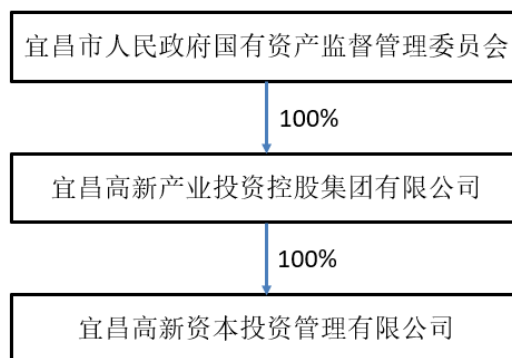 宜昌市人民政府国有资产监督管理委员会
100%
宜昌高新产业投资控股集团有限公司
100%
宜昌高新资本投资管理有限公司